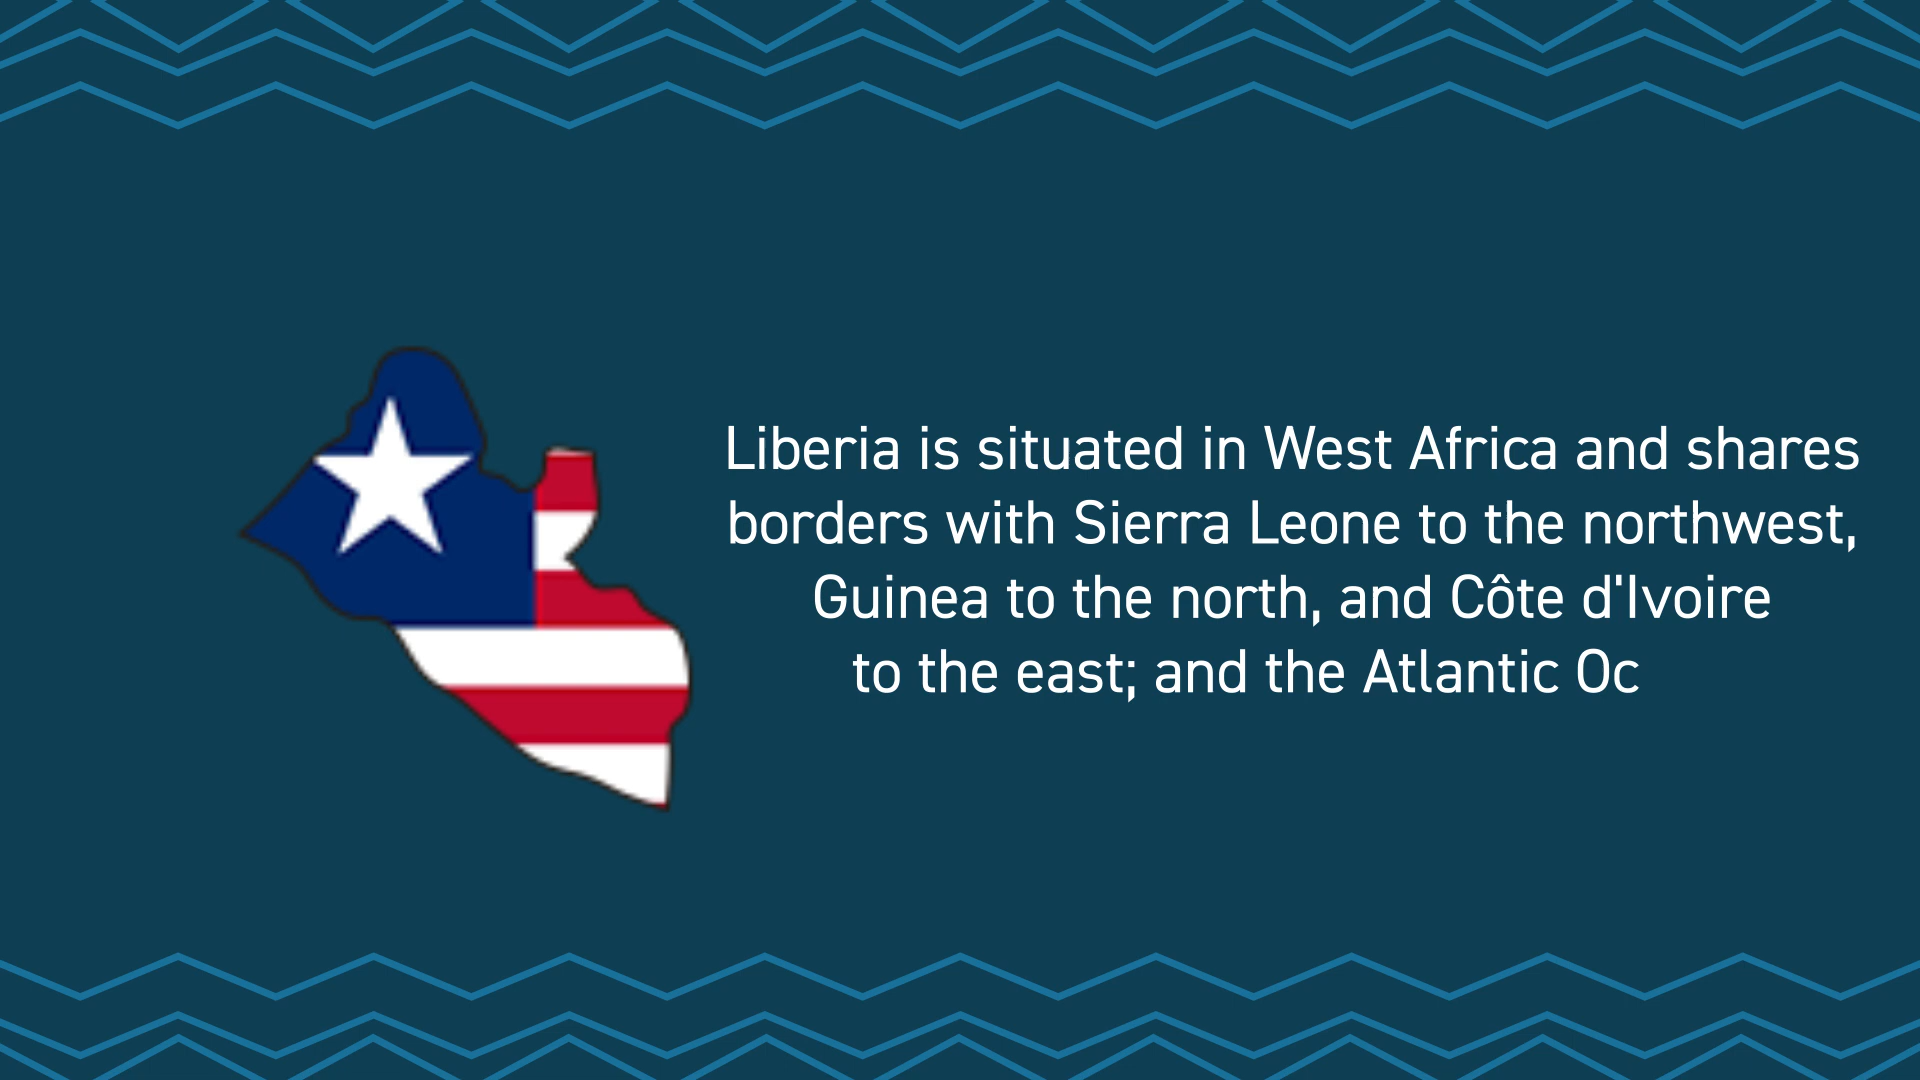 Liberia is situated in West Africa and shares
borders with Sierra Leone to the northwest,
Guinea to the north, and Côte d'Ivoire
to the east; and the Atlantic Oc